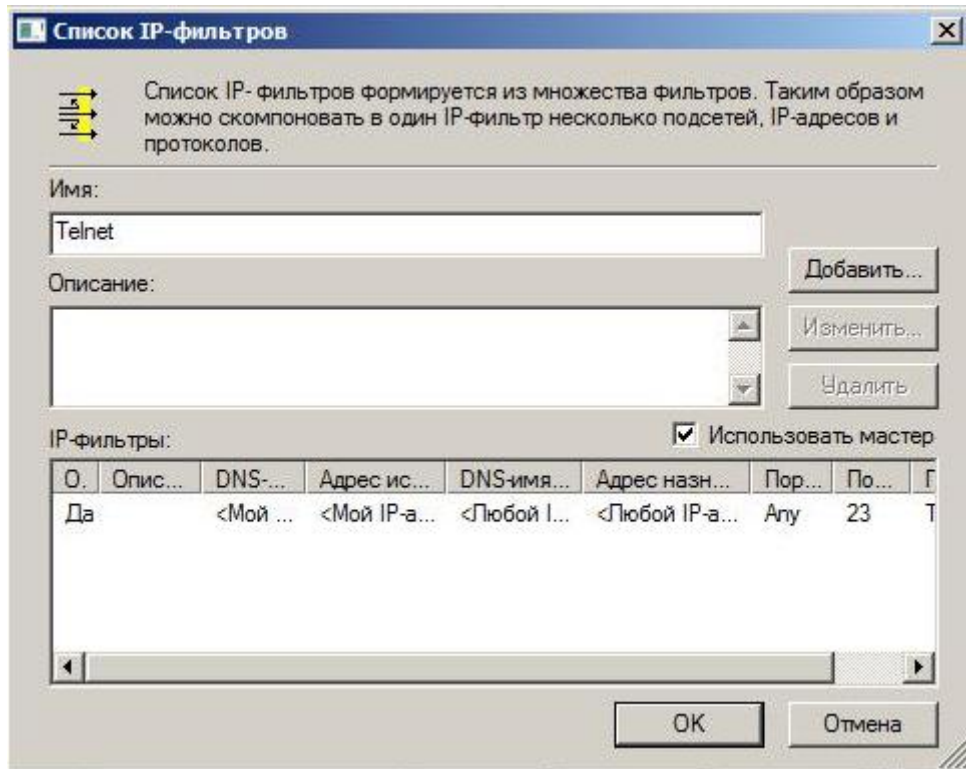 Список IP-фильтров
Список IP- фильтров формируется из множества фильтров. Таким образом
можно скомпоновать в один IP-фильтр несколько подсетей, IP-адресов и
протоколов.
Имя:
Telnet
Добавить...
Описание:
Изменить...
Удалить
IP-фильтры:
Использовать мастер
О. Опис... DNS-... Адрес ис... DNS-имя... Адрес назн... Пор... По...
Да <Мой ... <Мой IP-а... <Любой I... <Любой IP-а... Any 23 T
OK Отмена